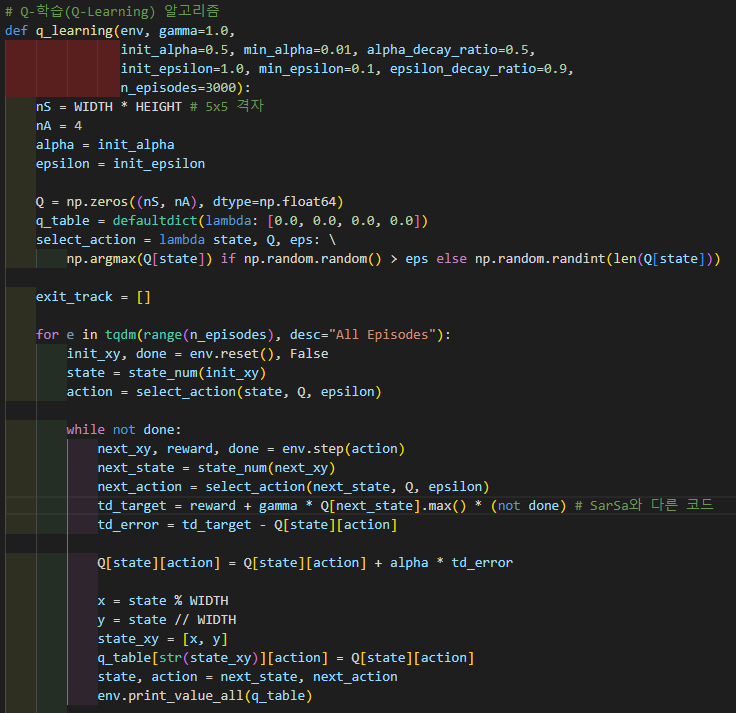 # Q-학습(Q-Learning) 알고리즘
def q_learning(env, gamma=1.0,
               init_alpha=0.5, min_alpha=0.01, alpha_decay_ratio=0.5,
               init_epsilon=1.0, min_epsilon=0.1, epsilon_decay_ratio=0.9,
               n_episodes=3000):
    nS = WIDTH * HEIGHT # 5x5 격자
    nA = 4
    alpha = init_alpha
    epsilon = init_epsilon

    Q = np.zeros((nS, nA), dtype=np.float64)
    q_table = defaultdict(lambda: [0.0, 0.0, 0.0, 0.0])
    select_action = lambda state, Q, eps: \
        np.argmax(Q[state]) if np.random.random() > eps else np.random.randint(len(Q[state]))

    exit_track = []

    for e in tqdm(range(n_episodes), desc="All Episodes"):
        init_xy, done = env.reset(), False
        state = state_num(init_xy)
        action = select_action(state, Q, epsilon)

        while not done:
            next_xy, reward, done = env.step(action)
            next_state = state_num(next_xy)
            next_action = select_action(next_state, Q, epsilon)
            td_target = reward + gamma * Q[next_state].max() * (not done) # SarSa와 다른 코드
            td_error = td_target - Q[state][action]

            Q[state][action] = Q[state][action] + alpha * td_error

            x = state % WIDTH
            y = state // WIDTH
            state_xy = [x, y]
            q_table[str(state_xy)][action] = Q[state][action]
            state, action = next_state, next_action
            env.print_value_all(q_table)